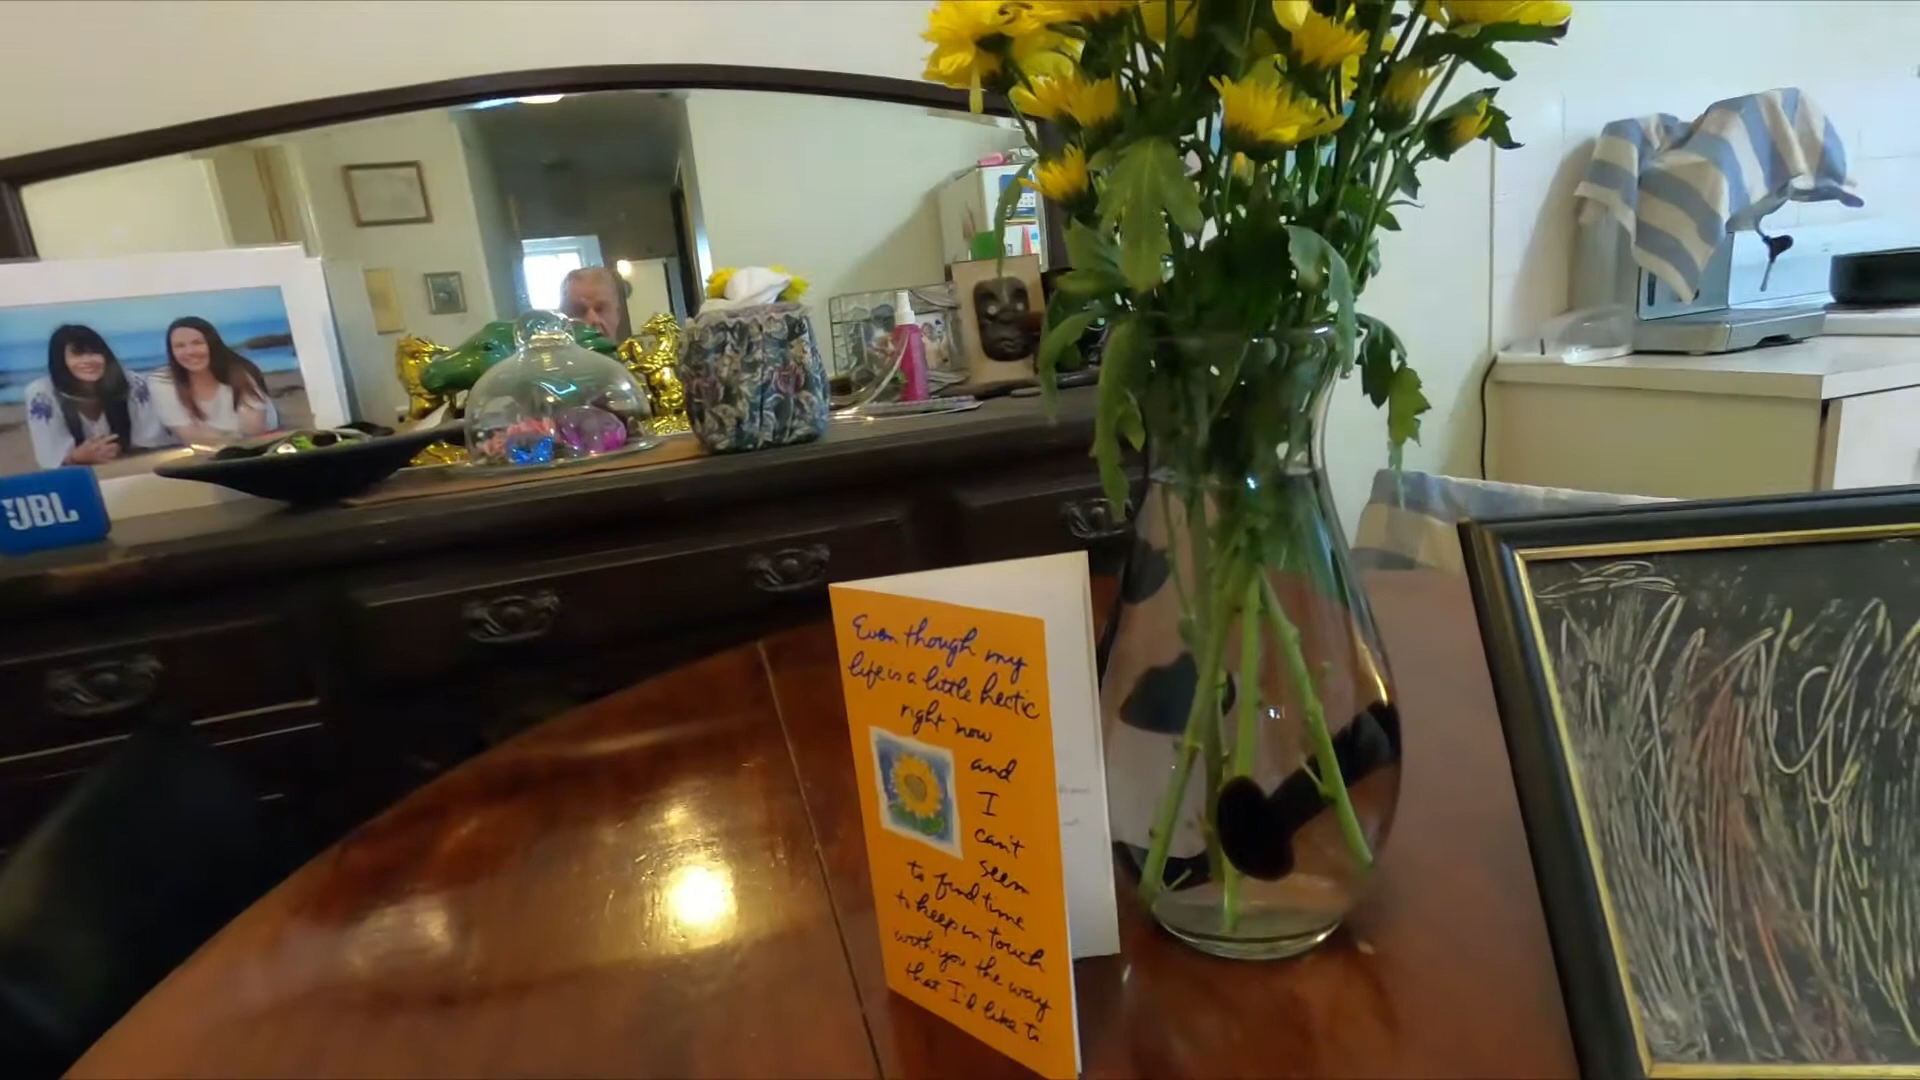 JBL
Even though my
life is a little hectic
right now
and
I
can't
seem
to find time
to keep in touch
with you the way
that I'd like to